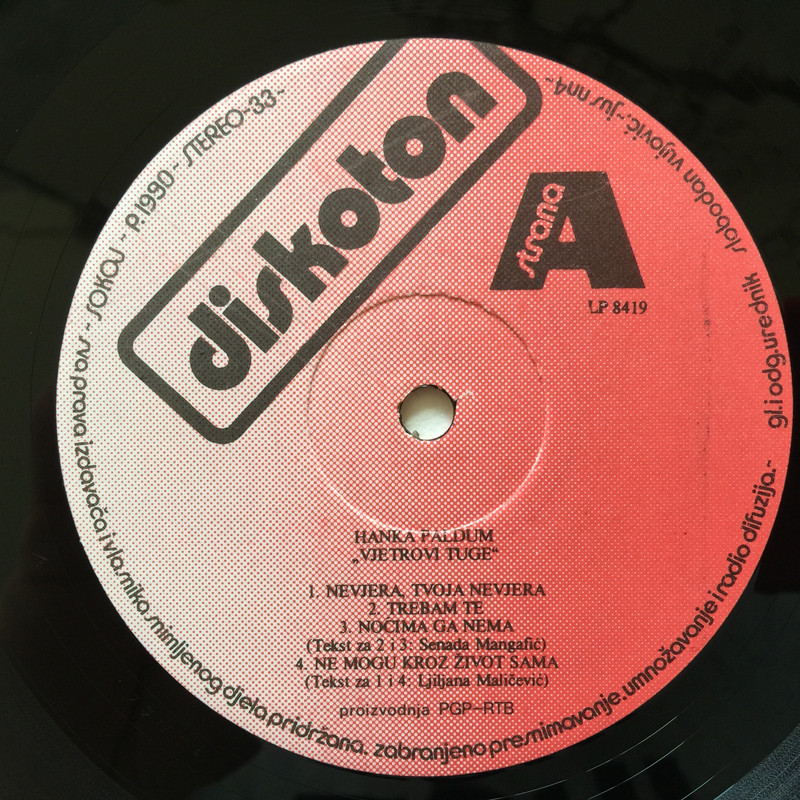 diskoton
strana
A
LP 8419
HANKA PALDUM
„VJETROVI TUGE“
1. NEVJERA, TVOJA NEVJERA
2. TREBAM TE
3. NOĆIMA GA NEMA
(Tekst za 2 i 3: Senada Mangafić)
4. NE MOGU KROZ ŽIVOT SAMA
(Tekst za 1 i 4: Ljiljana Maličević)
proizvodnja PGP-RTB
sva prava izdavača i vlasnika snimljenog djela pridržana. zabranjeno presnimavanje. umnožavanje i radio difuzija.-
gl. i odg. urednik slobodan vujović.- jus nn4
SOKOJ - P.1990 - STEREO-33-